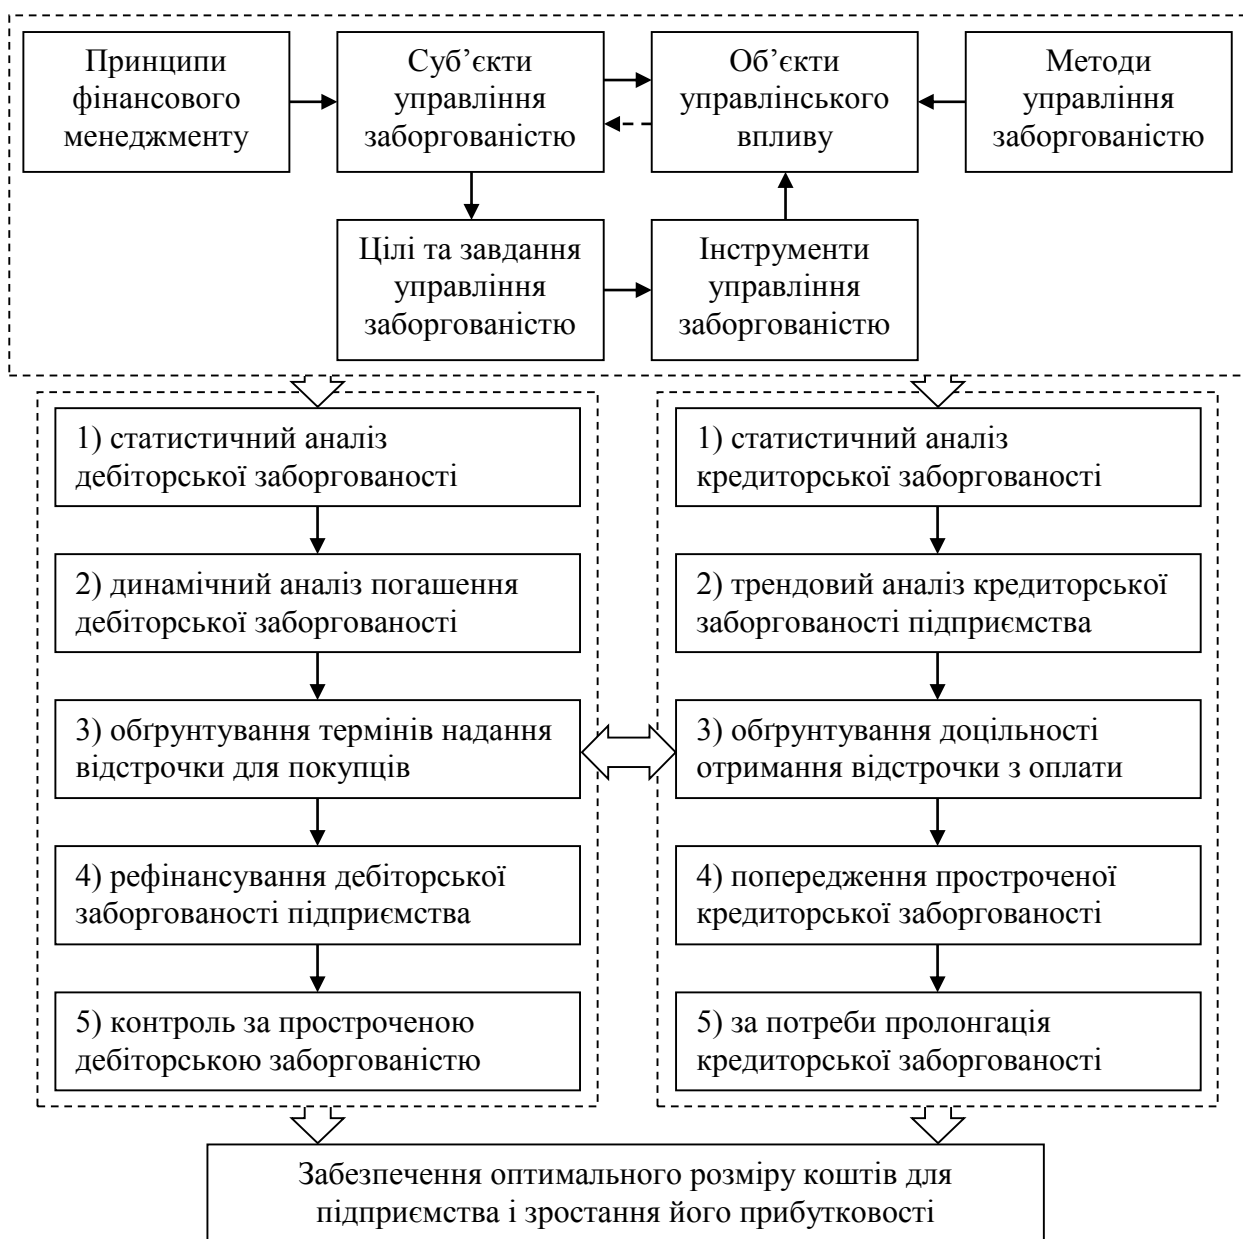 Принципи
фінансового
менеджменту
Суб’єкти
управління
заборгованістю
Об’єкти
управлінського
впливу
Методи
управління
заборгованістю
Цілі та завдання
управління
заборгованістю
Інструменти
управління
заборгованістю
1) статистичний аналіз
дебіторської заборгованості
2) динамічний аналіз погашення
дебіторської заборгованості
3) обґрунтування термінів надання
відстрочки для покупців
4) рефінансування дебіторської
заборгованості підприємства
5) контроль за простроченою
дебіторською заборгованістю
1) статистичний аналіз
кредиторської заборгованості
2) трендовий аналіз кредиторської
заборгованості підприємства
3) обґрунтування доцільності
отримання відстрочки з оплати
4) попередження простроченої
кредиторської заборгованості
5) за потреби пролонгація
кредиторської заборгованості
Забезпечення оптимального розміру коштів для
підприємства і зростання його прибутковості